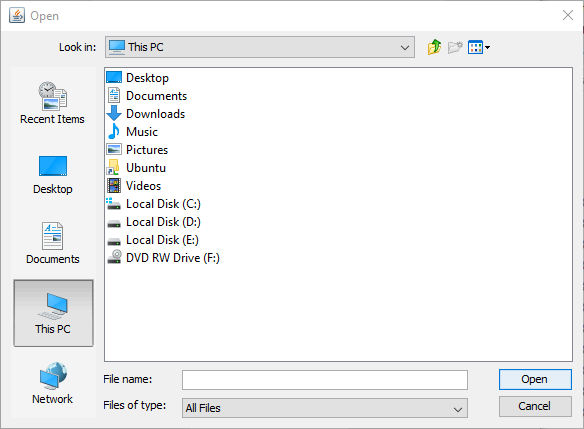 Open
Look in: This PC
Recent Items
Desktop
Documents
This PC
Network
Desktop
Documents
Downloads
Music
Pictures
Ubuntu
Videos
Local Disk (C:)
Local Disk (D:)
Local Disk (E:)
DVD RW Drive (F:)
File name: Open
Files of type: All Files Cancel